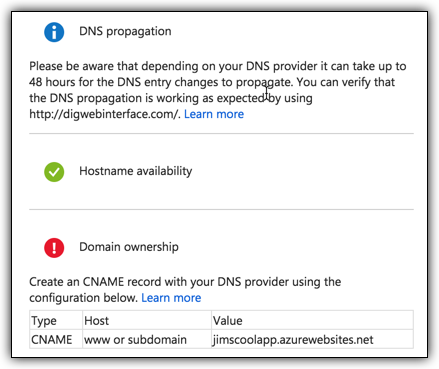 DNS propagation
Please be aware that depending on your DNS provider it can take up to
48 hours for the DNS entry changes to propagate. You can verify that
the DNS propagation is working as expected by using
http://digwebinterface.com/. Learn more
Hostname availability
Domain ownership
Create an CNAME record with your DNS provider using the
configuration below. Learn more
Type Host Value
CNAME www or subdomain jimscoolapp.azurewebsites.net